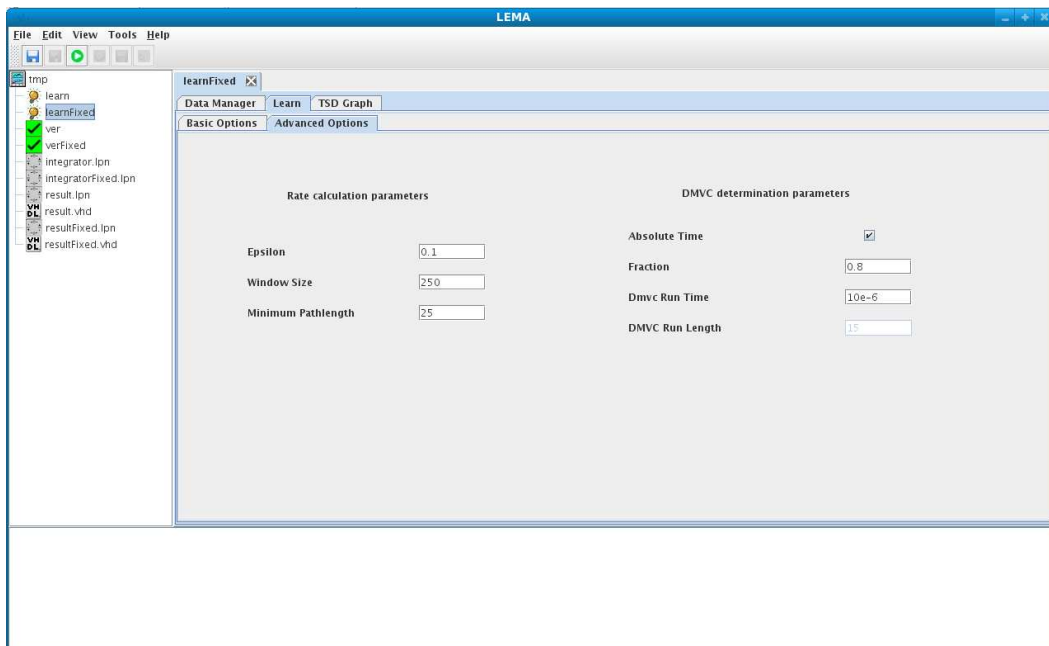 LEMA
File Edit View Tools Help
tmp
learn
learnFixed
ver
verFixed
integrator.lpn
integratorFixed.lpn
result.lpn
VHDL result.vhd
resultFixed.lpn
VHDL resultFixed.vhd
learnFixed
Data Manager Learn TSD Graph
Basic Options Advanced Options
Rate calculation parameters
Epsilon 0.1
Window Size 250
Minimum Pathlength 25
DMVC determination parameters
Absolute Time
Fraction 0.8
Dmvc Run Time 10e-6
DMVC Run Length 15